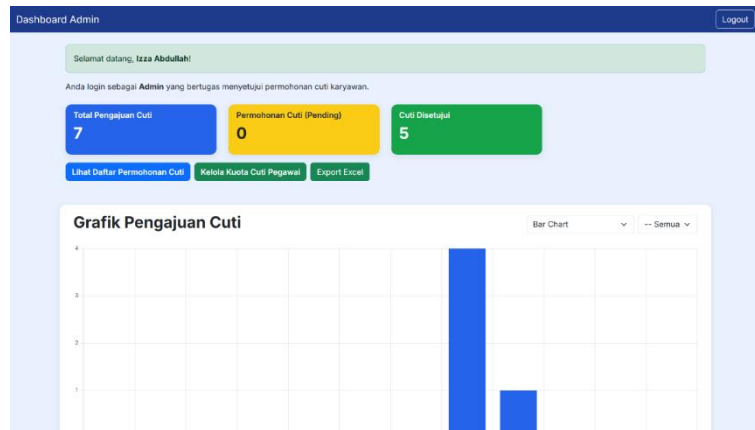 Dashboard Admin
Logout
Selamat datang, Izza Abdullah!
Anda login sebagai Admin yang bertugas menyetujui permohonan cuti karyawan.
Total Pengajuan Cuti
7
Permohonan Cuti (Pending)
0
Cuti Disetujui
5
Lihat Daftar Permohonan Cuti
Kelola Kuota Cuti Pegawai
Export Excel
Grafik Pengajuan Cuti
Bar Chart
-- Semua
4
3
2
1